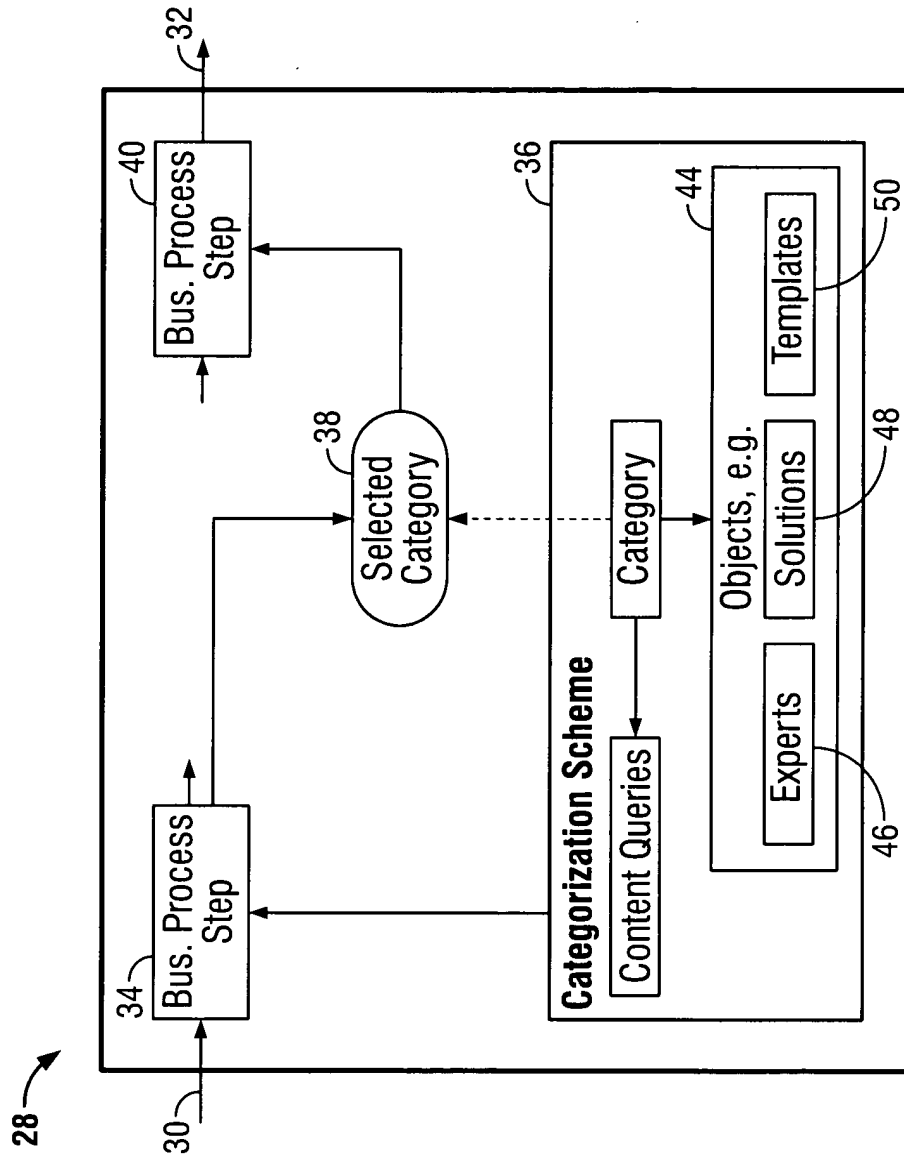 28
30
32
34
Bus. Process
Step
40
Bus. Process
Step
38
Selected
Category
36
Categorization Scheme
Content Queries
Category
44
Objects, e.g.
Experts
Solutions
Templates
46
48
50